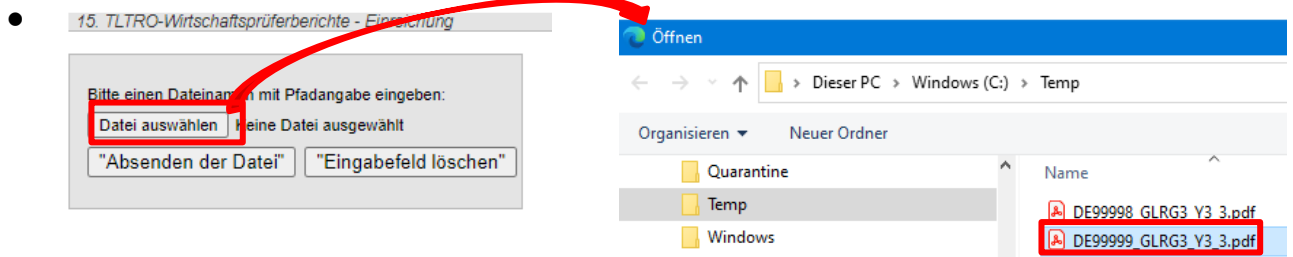 15. TLTRO-Wirtschaftsprüferberichte - Einreichung
Bitte einen Dateinamen mit Pfadangabe eingeben:
Datei auswählen Keine Datei ausgewählt
"Absenden der Datei" "Eingabefeld löschen"
Öffnen
Dieser PC > Windows (C:) > Temp
Organisieren Neuer Ordner
Quarantine
Temp
Windows
Name
DE99998_GLRG3_Y3_3.pdf
DE99999_GLRG3_Y3_3.pdf